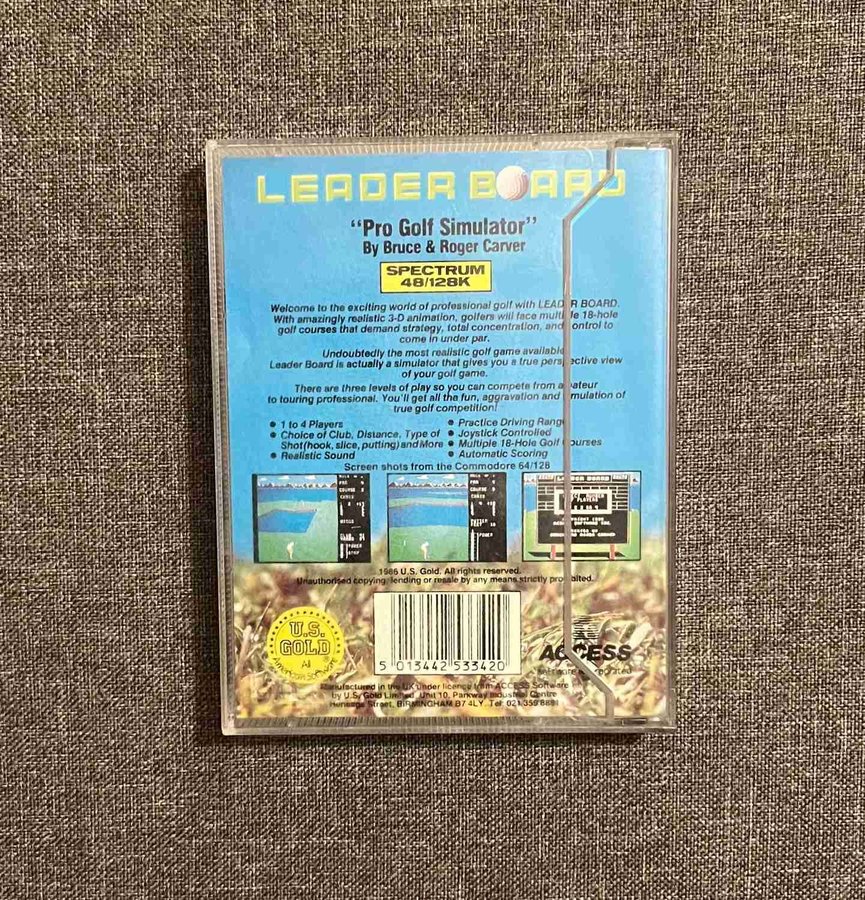 LEADER BOARD
“Pro Golf Simulator”
By Bruce & Roger Carver
SPECTRUM
48/128K
Welcome to the exciting world of professional golf with LEADER BOARD.
With amazingly realistic 3-D animation, golfers will face multiple 18-hole
golf courses that demand strategy, total concentration, and control to
come in under par.
Undoubtedly the most realistic golf game available
Leader Board is actually a simulator that gives you a true perspective view
of your golf game.
There are three levels of play so you can compete from amateur
to touring professional. You'll get all the fun, aggravation and stimulation of
true golf competition!
● 1 to 4 Players
● Choice of Club, Distance, Type of
Shot(hook, slice, putting) and More
● Realistic Sound
● Practice Driving Range
● Joystick Controlled
● Multiple 18-Hole Golf Courses
● Automatic Scoring
Screen shots from the Commodore 64/128
LEADER BOARD
1986 U.S. Gold. All rights reserved.
Unauthorised copying, lending or resale by any means strictly prohibited.
U.S.
GOLD
All
American Software
5 013442 533420
ACCESS
Software Incorporated
Manufactured in the UK under licence from ACCESS Software
by U.S. Gold Limited, Unit 10, Parkway Industrial Centre
Heneage Street, BIRMINGHAM B7 4LY. Tel: 021 359 8881